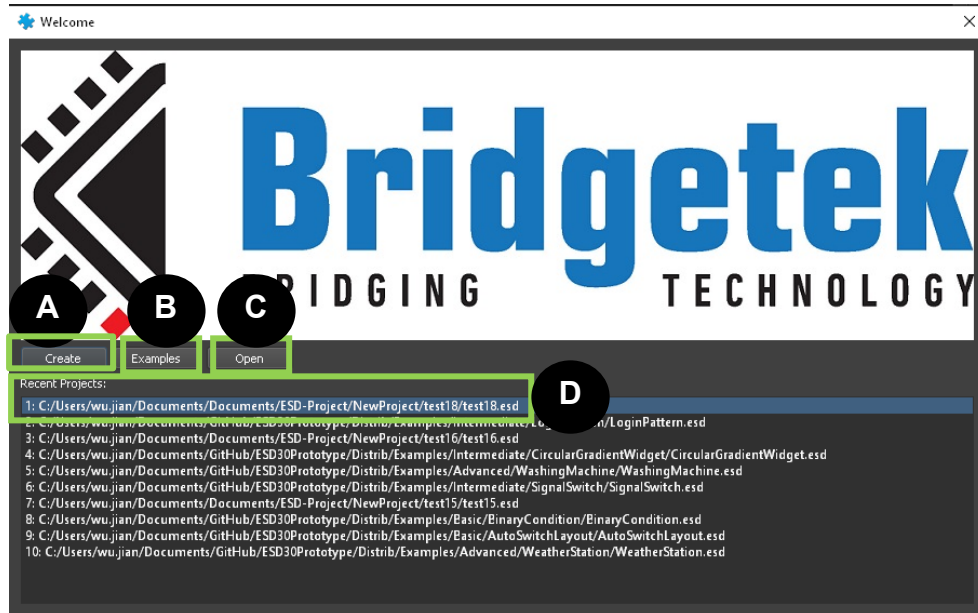 Welcome
Bridgetek
BRIDGING TECHNOLOGY
A B C
Create Examples Open
Recent Projects:
D
1: C:/Users/wu.jian/Documents/Documents/ESD-Project/NewProject/test18/test18.esd
2: C:/Users/wu.jian/Documents/GitHub/ESD30Prototype/Distrib/Examples/Intermediate/LoginPattern/LoginPattern.esd
3: C:/Users/wu.jian/Documents/ESD-Project/NewProject/test16/test16.esd
4: C:/Users/wu.jian/Documents/GitHub/ESD30Prototype/Distrib/Examples/Intermediate/CircularGradientWidget/CircularGradientWidget.esd
5: C:/Users/wu.jian/Documents/GitHub/ESD30Prototype/Distrib/Examples/Advanced/WashingMachine/WashingMachine.esd
6: C:/Users/wu.jian/Documents/GitHub/ESD30Prototype/Distrib/Examples/Intermediate/SignalSwitch/SignalSwitch.esd
7: C:/Users/wu.jian/Documents/ESD-Project/NewProject/test15/test15.esd
8: C:/Users/wu.jian/Documents/GitHub/ESD30Prototype/Distrib/Examples/Basic/BinaryCondition/BinaryCondition.esd
9: C:/Users/wu.jian/Documents/GitHub/ESD30Prototype/Distrib/Examples/Basic/AutoSwitchLayout/AutoSwitchLayout.esd
10: C:/Users/wu.jian/Documents/GitHub/ESD30Prototype/Distrib/Examples/Advanced/WeatherStation/WeatherStation.esd